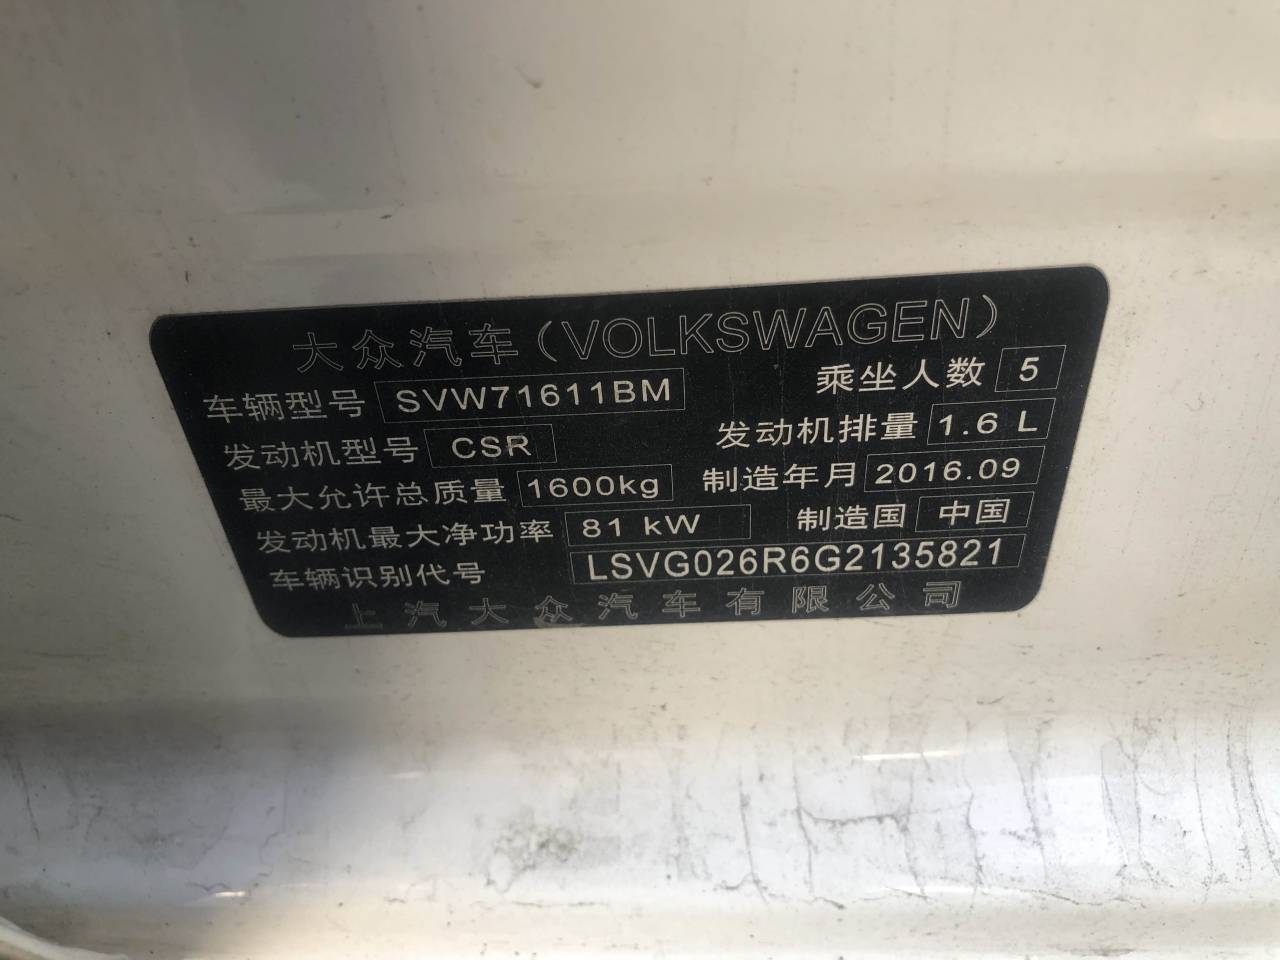 大众汽车(VOLKSWAGEN)
车辆型号 SVW71611BM 乘坐人数 5
发动机型号 CSR 发动机排量 1.6 L
最大允许总质量 1600kg 制造年月 2016.09
发动机最大净功率 81 kW 制造国 中国
车辆识别代号 LSVG026R6G2135821
上汽大众汽车有限公司